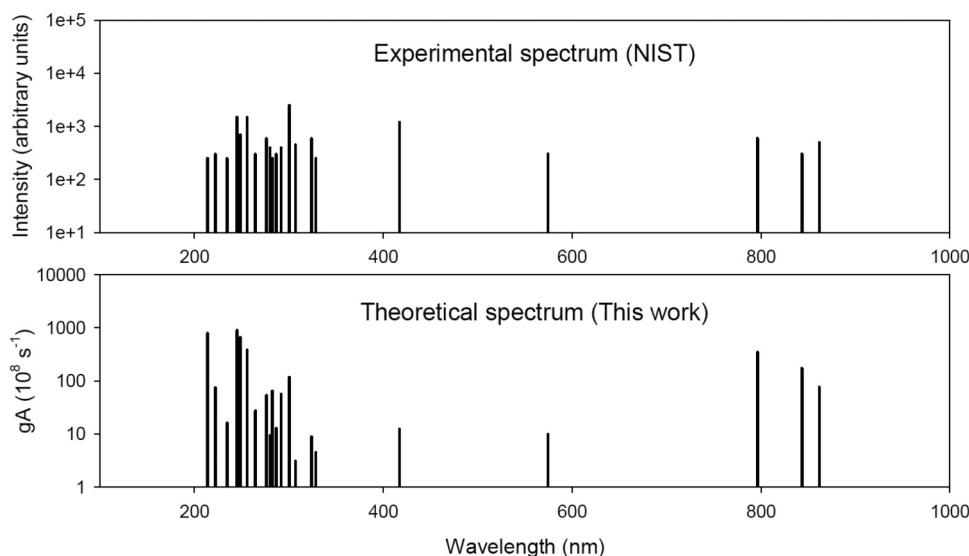 1e+5
Experimental spectrum (NIST)
1e+4
1e+3
1e+2
1e+1
Intensity (arbitrary units)
200 400 600 800 1000
10000
Theoretical spectrum (This work)
1000
100
10
1
gA (10⁸ s⁻¹)
200 400 600 800 1000
Wavelength (nm)